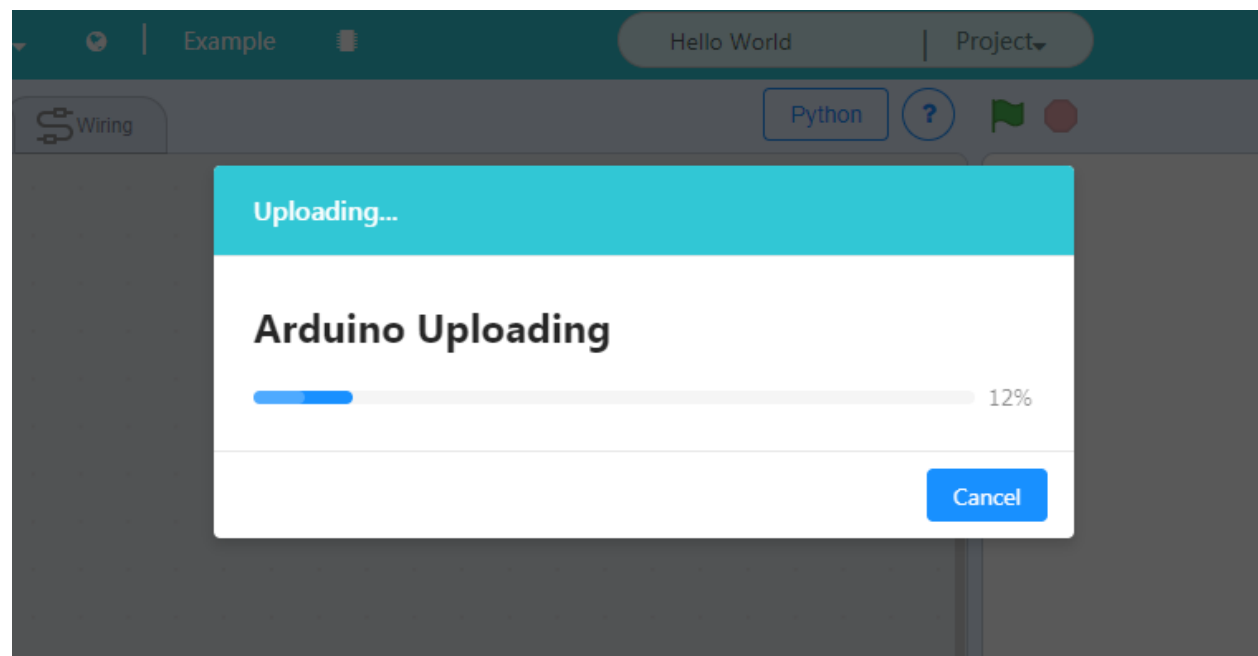 Example
Hello World | Project
Wiring
Python
?
Uploading...
Arduino Uploading
12%
Cancel